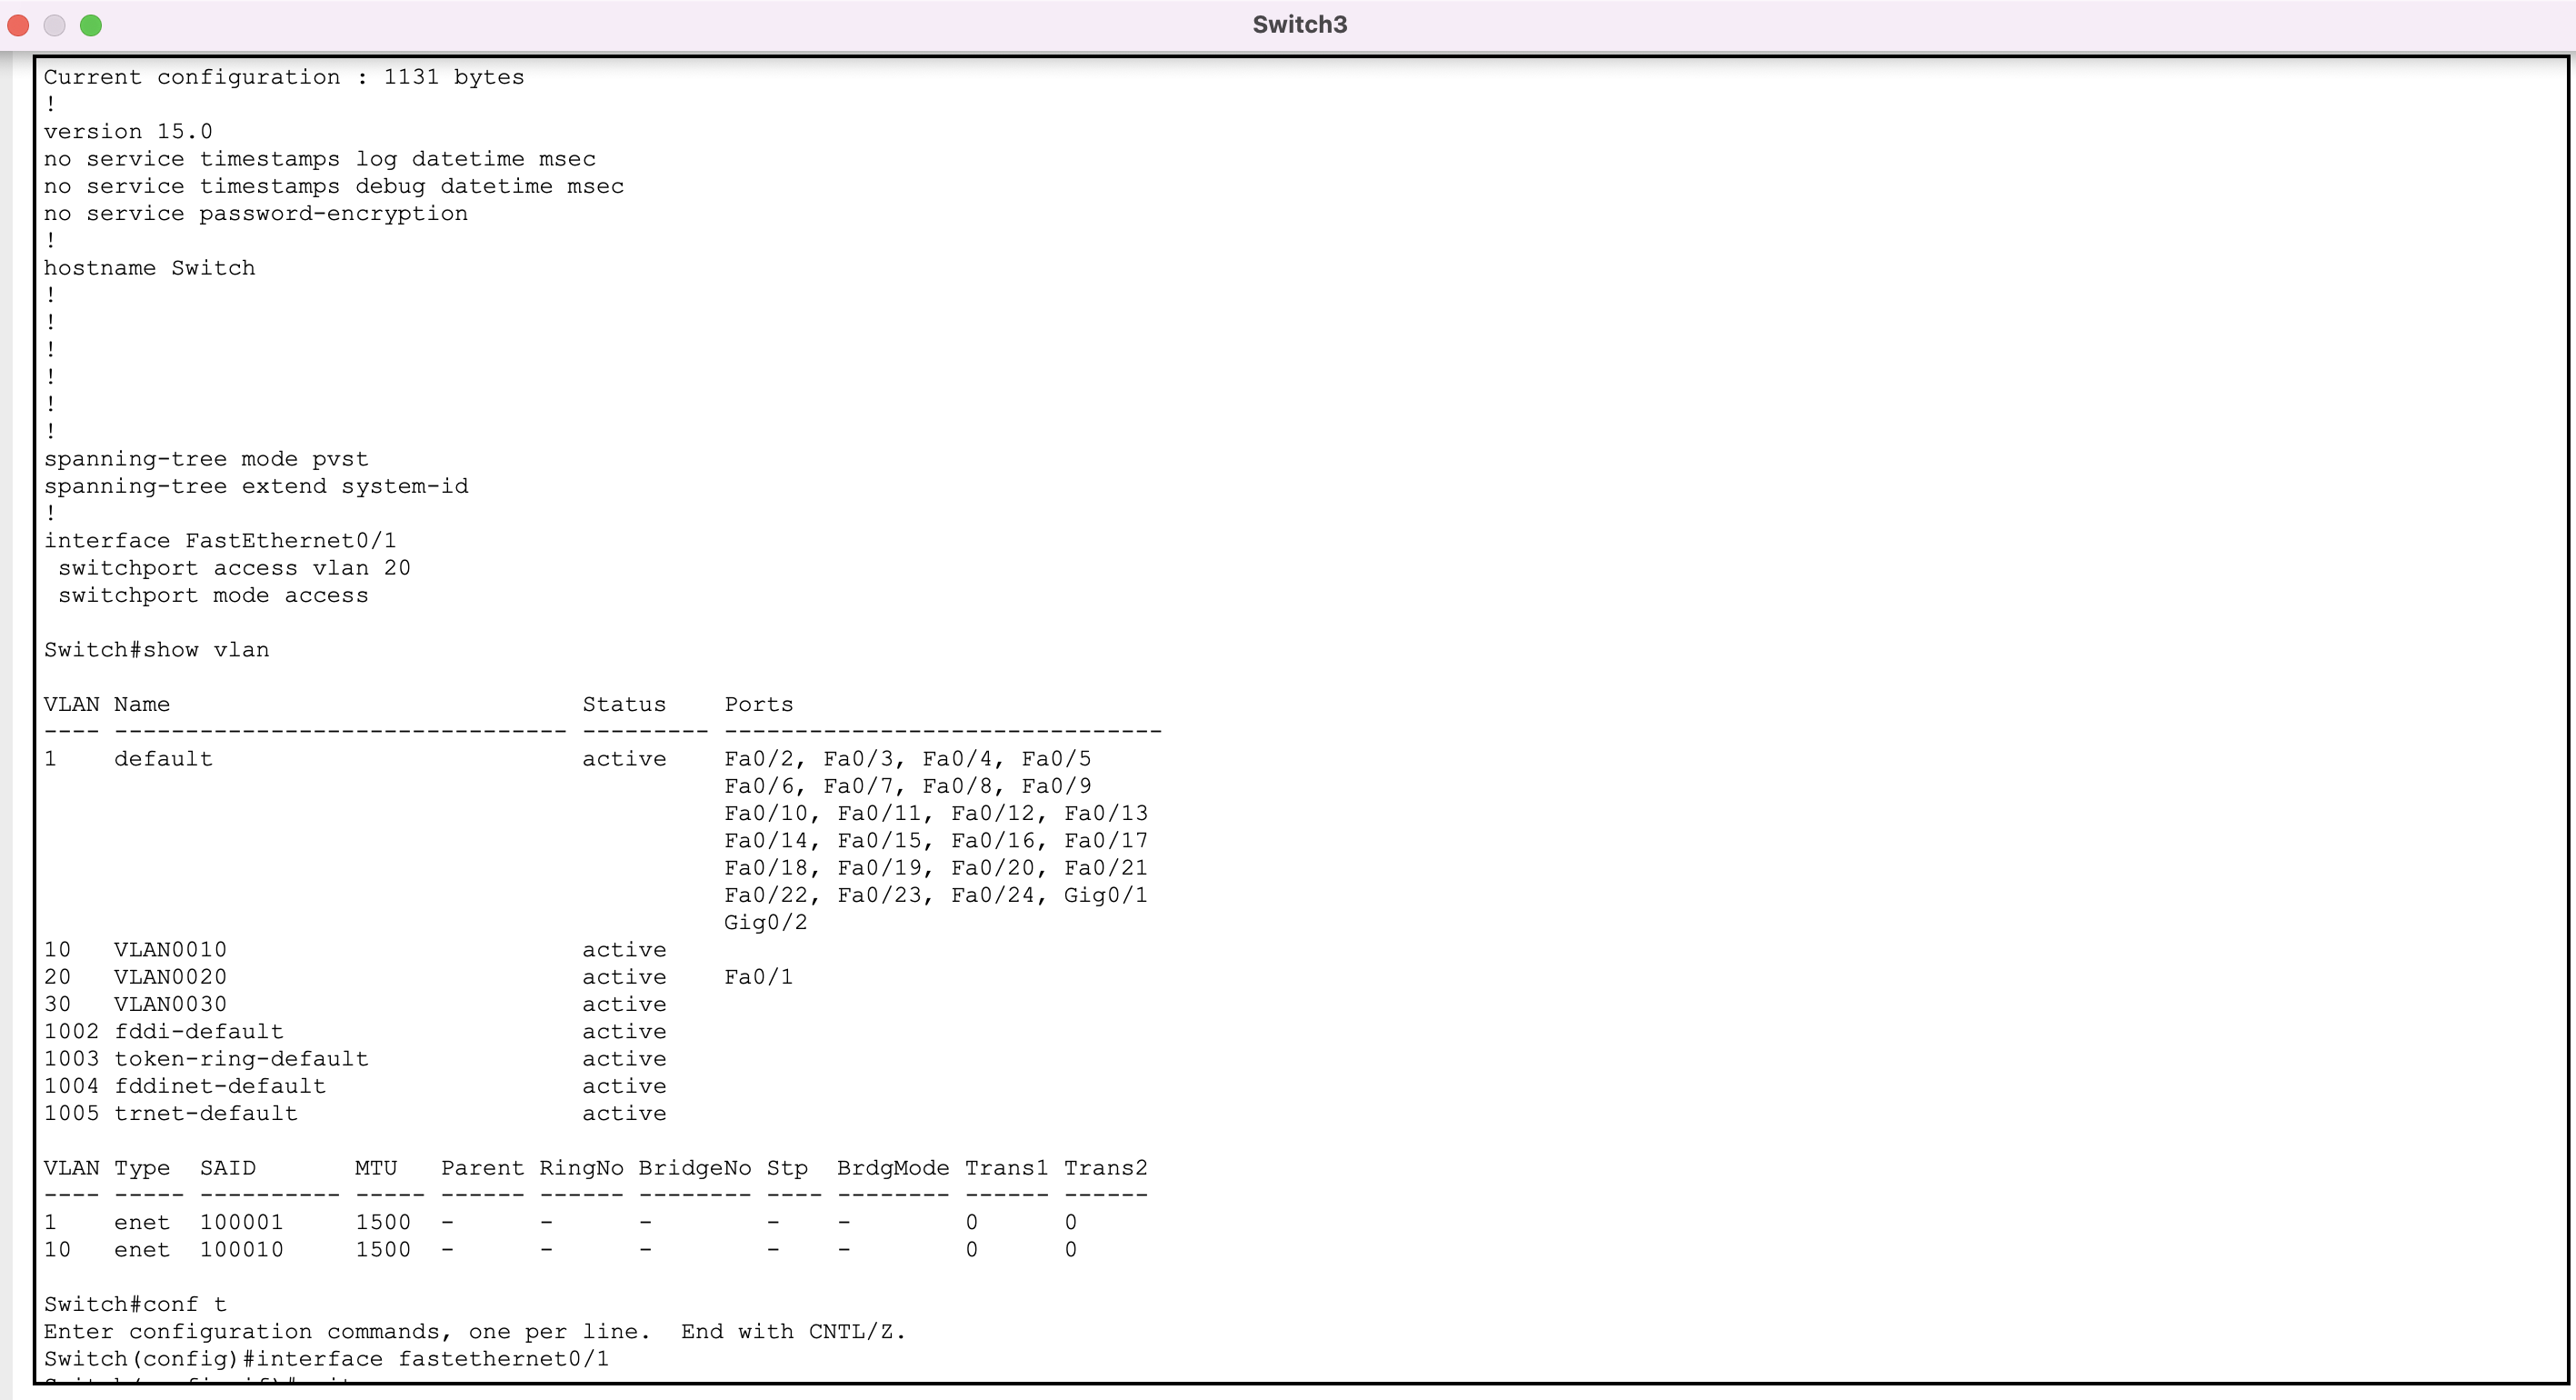 Switch3
Current configuration : 1131 bytes
!
version 15.0
no service timestamps log datetime msec
no service timestamps debug datetime msec
no service password-encryption
!
hostname Switch
!
!
!
!
!
!
spanning-tree mode pvst
spanning-tree extend system-id
!
interface FastEthernet0/1
 switchport access vlan 20
 switchport mode access

Switch#show vlan

VLAN Name                             Status    Ports
---- -------------------------------- --------- -------------------------------
1    default                          active    Fa0/2, Fa0/3, Fa0/4, Fa0/5
                                                Fa0/6, Fa0/7, Fa0/8, Fa0/9
                                                Fa0/10, Fa0/11, Fa0/12, Fa0/13
                                                Fa0/14, Fa0/15, Fa0/16, Fa0/17
                                                Fa0/18, Fa0/19, Fa0/20, Fa0/21
                                                Fa0/22, Fa0/23, Fa0/24, Gig0/1
                                                Gig0/2
10   VLAN0010                         active
20   VLAN0020                         active    Fa0/1
30   VLAN0030                         active
1002 fddi-default                     active
1003 token-ring-default               active
1004 fddinet-default                  active
1005 trnet-default                    active

VLAN Type  SAID       MTU   Parent RingNo BridgeNo Stp  BrdgMode Trans1 Trans2
---- ----- ---------- ----- ------ ------ -------- ---- -------- ------ ------
1    enet  100001     1500  -      -      -        -    -        0      0
10   enet  100010     1500  -      -      -        -    -        0      0

Switch#conf t
Enter configuration commands, one per line.  End with CNTL/Z.
Switch(config)#interface fastethernet0/1